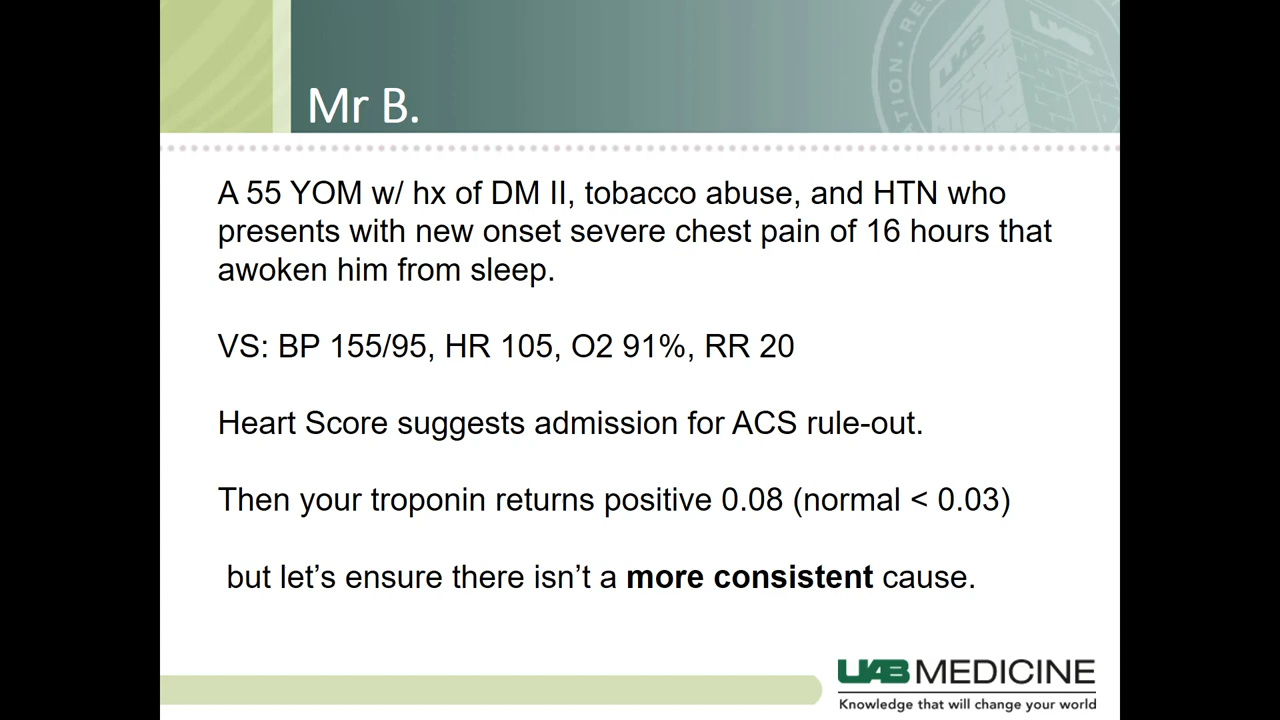 Mr B.
A 55 YOM w/ hx of DM II, tobacco abuse, and HTN who
presents with new onset severe chest pain of 16 hours that
awoken him from sleep.
VS: BP 155/95, HR 105, O2 91%, RR 20
Heart Score suggests admission for ACS rule-out.
Then your troponin returns positive 0.08 (normal < 0.03)
but let’s ensure there isn’t a more consistent cause.
UAB MEDICINE
Knowledge that will change your world